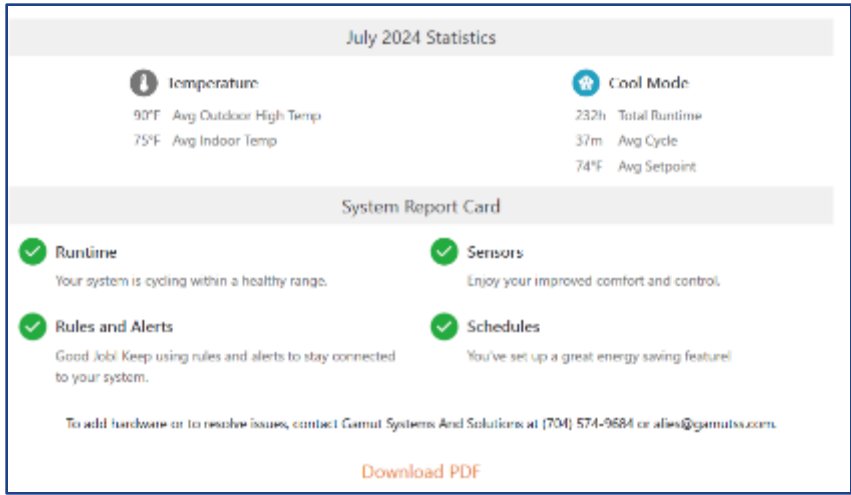 July 2024 Statistics
Temperature
90°F Avg Outdoor High Temp
75°F Avg Indoor Temp
Cool Mode
232h Total Runtime
37m Avg Cycle
74°F Avg Setpoint
System Report Card
Runtime
Your system is cycling within a healthy range.
Sensors
Enjoy your improved comfort and control.
Rules and Alerts
Good Job! Keep using rules and alerts to stay connected
to your system.
Schedules
You've set up a great energy saving feature!
To add hardware or to resolve issues, contact Gamut Systems And Solutions at (704) 574-9684 or alies@gamutss.com.
Download PDF